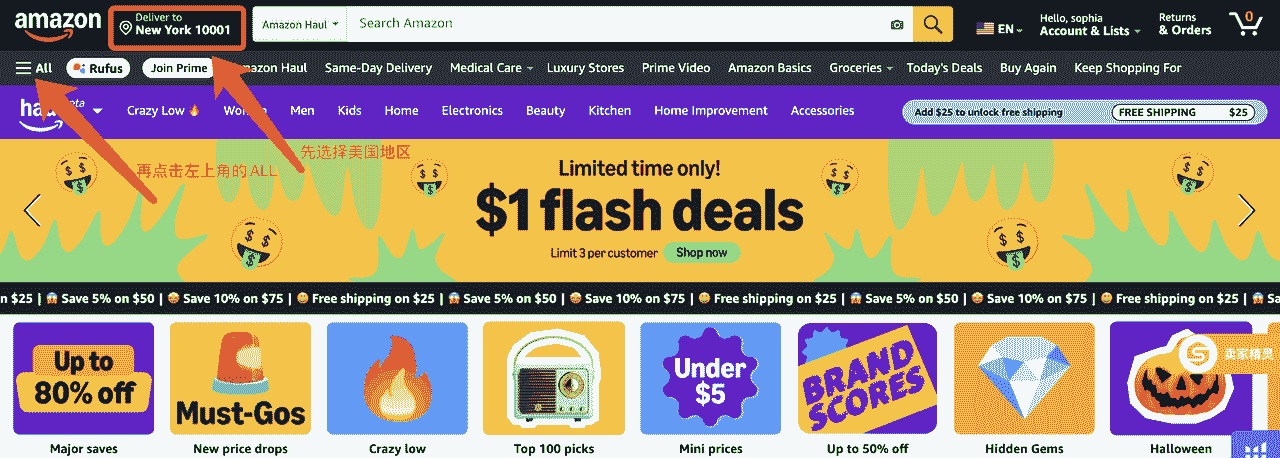 amazon
Deliver to
New York 10001
Amazon Haul
Search Amazon
EN
Hello, sophia
Account & Lists
Returns
& Orders
0
All
Rufus
Join Prime
mazon Haul
Same-Day Delivery
Medical Care
Luxury Stores
Prime Video
Amazon Basics
Groceries
Today's Deals
Buy Again
Keep Shopping For
Crazy Low
Men
Kids
Home
Electronics
Beauty
Kitchen
Home Improvement
Accessories
Add $25 to unlock free shipping
FREE SHIPPING
$25
先选择美国地区
再点击左上角的 ALL
Limited time only!
$1 flash deals
Limit 3 per customer
Shop now
n $25 | Save 5% on $50 | Save 10% on $75 | Free shipping on $25 | Save 5% on $50 | Save 10% on $75 | Free shipping on $25 | Save 5% on $50 | Save 10% on $75 | Free shipping on $25 | S
Up to
80% off
Must-Gos
Under
$5
BRAND
SCORES
卖家精灵
Major saves
New price drops
Crazy low
Top 100 picks
Mini prices
Up to 50% off
Hidden Gems
Halloween